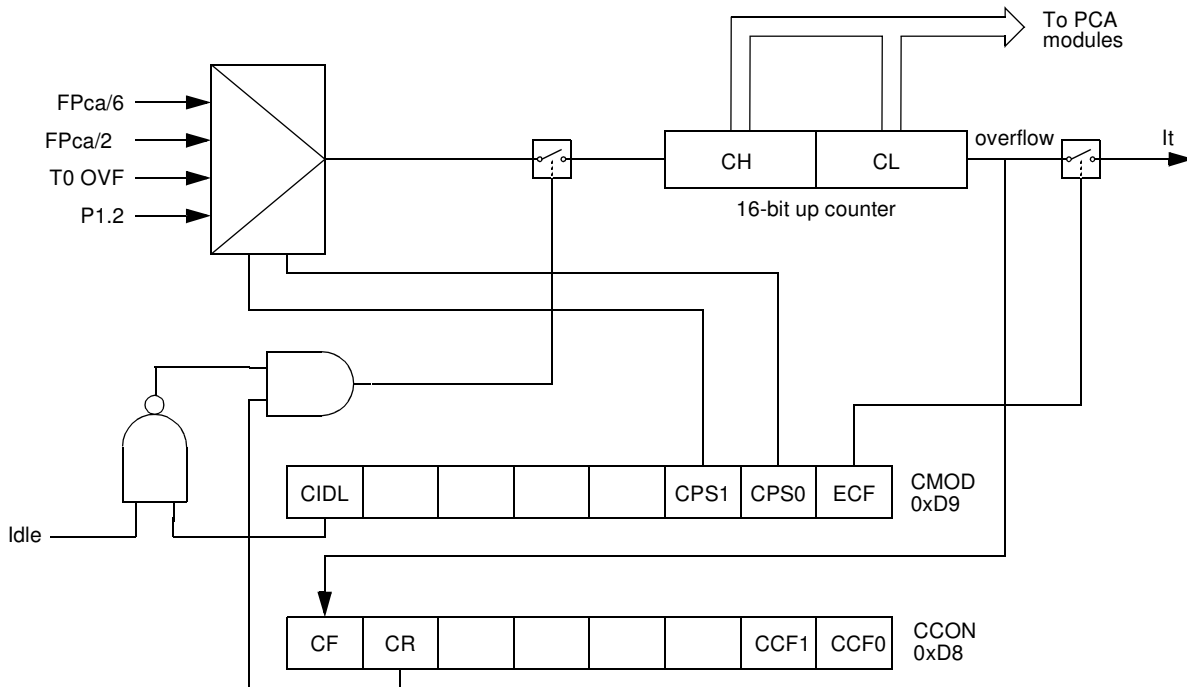 To PCA
modules
FPca/6
FPca/2
T0 OVF
P1.2
CH
CL
overflow
It
16-bit up counter
CIDL
CPS1
CPS0
ECF
CMOD
0xD9
Idle
CF
CR
CCF1
CCF0
CCON
0xD8